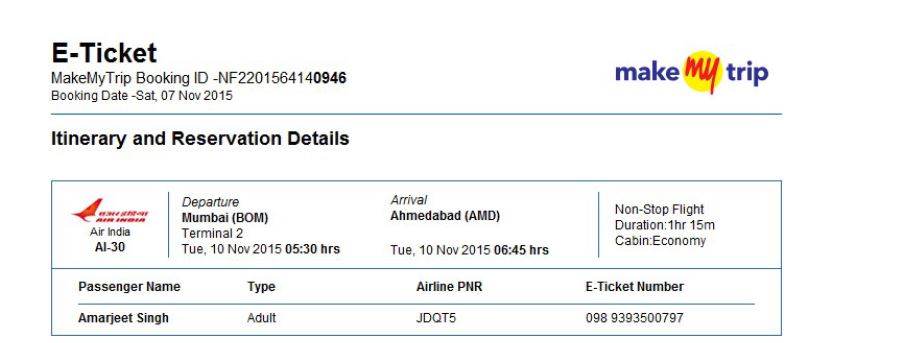 E-Ticket
MakeMyTrip Booking ID -NF2201564140946
Booking Date -Sat, 07 Nov 2015
make my trip
Itinerary and Reservation Details
AIR INDIA
Air India
AI-30
Departure
Mumbai (BOM)
Terminal 2
Tue, 10 Nov 2015 05:30 hrs
Arrival
Ahmedabad (AMD)
Tue, 10 Nov 2015 06:45 hrs
Non-Stop Flight
Duration:1hr 15m
Cabin:Economy
Passenger Name Type Airline PNR E-Ticket Number
Amarjeet Singh Adult JDQT5 098 9393500797